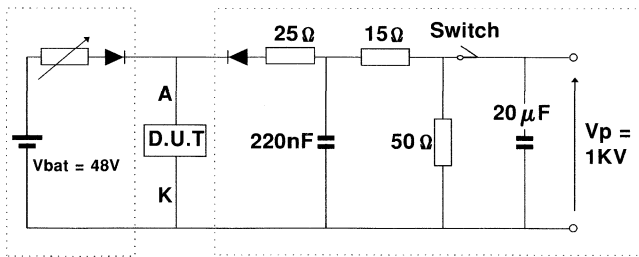 25Ω
15Ω
Switch
A
D.U.T
K
Vbat = 48V
220nF
50Ω
20μF
Vp =
1KV